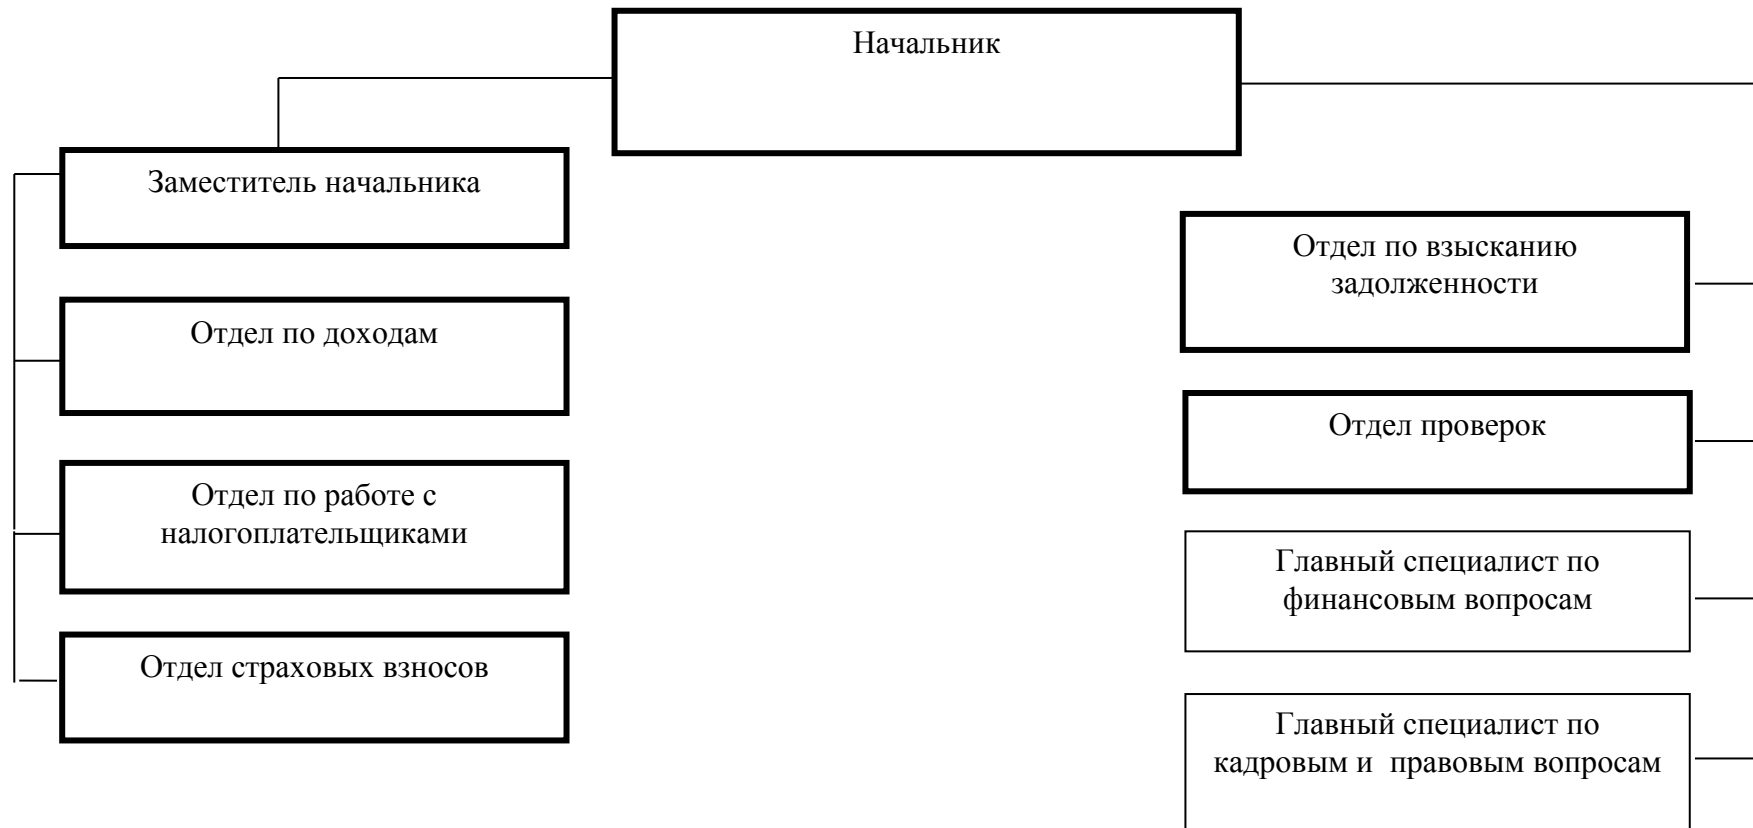 Начальник
Заместитель начальника
Отдел по доходам
Отдел по работе с
налогоплательщиками
Отдел страховых взносов
Отдел по взысканию
задолженности
Отдел проверок
Главный специалист по
финансовым вопросам
Главный специалист по
кадровым и  правовым вопросам